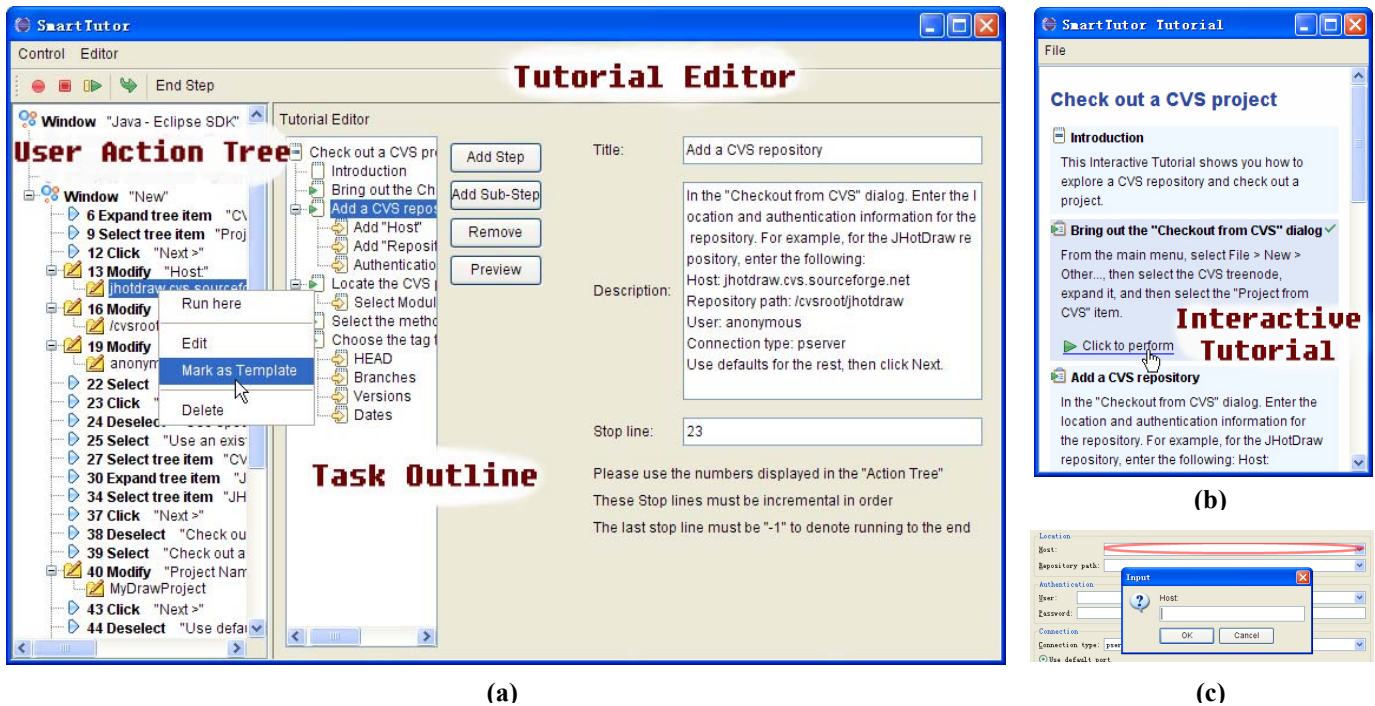 SmartTutor
Control Editor
End Step
Tutorial Editor
Window "Java - Eclipse SDK"
User Action Tree
Window "New"
6 Expand tree item "CV
9 Select tree item "Proj
12 Click "Next >"
13 Modify "Host:"
jhotdraw.cvs.sourcefo
16 Modify
/cvsroot
19 Modify
anonym
22 Select
23 Click "
24 Deselect
25 Select "Use an exis
27 Select tree item "CV
30 Expand tree item "J
34 Select tree item "JH
37 Click "Next >"
38 Deselect "Check ou
39 Select "Check out a
40 Modify "Project Nam
MyDrawProject
43 Click "Next >"
44 Deselect "Use defau
Run here
Edit
Mark as Template
Delete
Tutorial Editor
Check out a CVS pr
Introduction
Bring out the Ch
Add a CVS repos
Add "Host"
Add "Reposit
Authenticatio
Locate the CVS
Select Modul
Select the metho
Choose the tag
HEAD
Branches
Versions
Dates
Task Outline
Add Step
Add Sub-Step
Remove
Preview
Title:
Add a CVS repository
Description:
In the "Checkout from CVS" dialog. Enter the l
ocation and authentication information for the
repository. For example, for the JHotDraw re
pository, enter the following:
Host: jhotdraw.cvs.sourceforge.net
Repository path: /cvsroot/jhotdraw
User: anonymous
Connection type: pserver
Use defaults for the rest, then click Next.
Stop line:
23
Please use the numbers displayed in the "Action Tree"
These Stop lines must be incremental in order
The last stop line must be "-1" to denote running to the end
(a)
SmartTutor Tutorial
File
Check out a CVS project
Introduction
This Interactive Tutorial shows you how to
explore a CVS repository and check out a
project.
Bring out the "Checkout from CVS" dialog
From the main menu, select File > New >
Other..., then select the CVS treenode,
expand it, and then select the "Project from
CVS" item.
Interactive
Tutorial
Click to perform
Add a CVS repository
In the "Checkout from CVS" dialog. Enter the
location and authentication information for
the repository. For example, for the JHotDraw
repository, enter the following: Host:
(b)
Location
Host:
Repository path:
Authentication
User:
Password:
Connection
Connection type: pser
Use default port
Input
Host:
OK Cancel
(c)